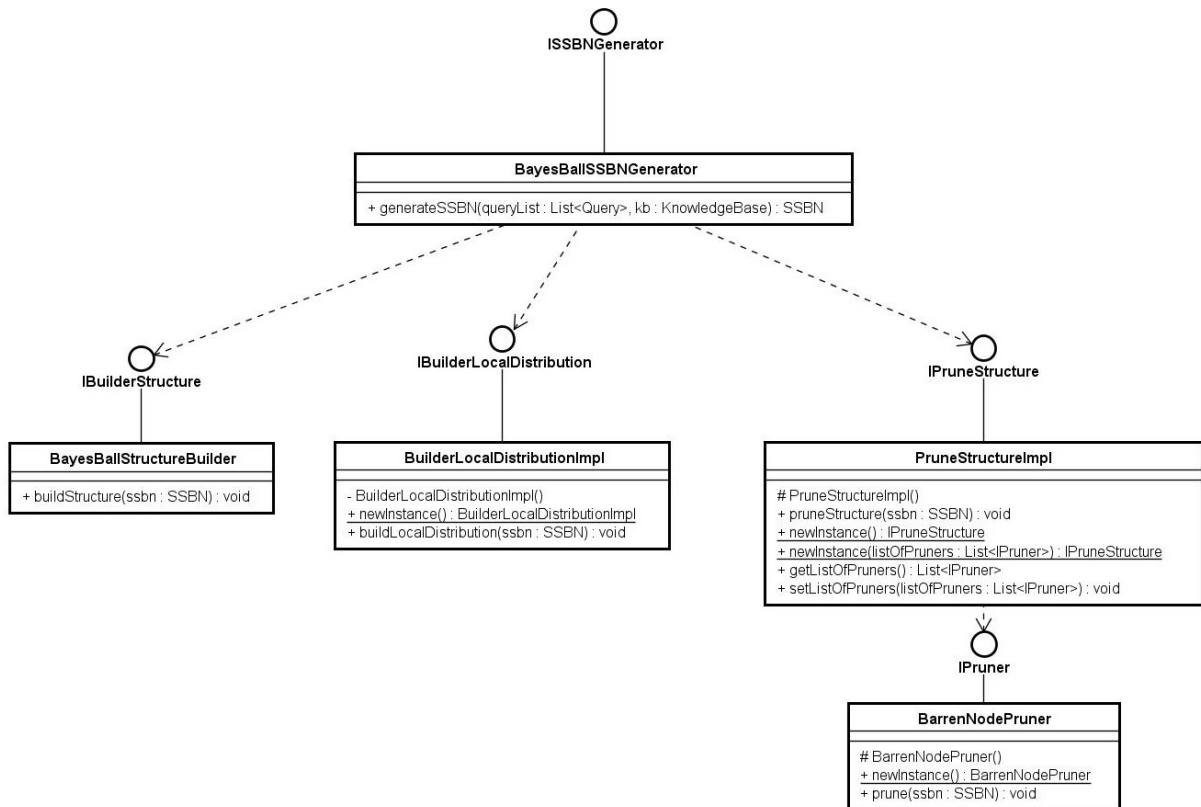 ISSBNGenerator
BayesBallSSBNGenerator
+ generateSSBN(queryList : List<Query>, kb : KnowledgeBase) : SSBN
IBuilderStructure
IBuilderLocalDistribution
IPruneStructure
BayesBallStructureBuilder
+ buildStructure(ssbn : SSBN) : void
BuilderLocalDistributionImpl
- BuilderLocalDistributionImpl()
+ newInstance() : BuilderLocalDistributionImpl
+ buildLocalDistribution(ssbn : SSBN) : void
PruneStructureImpl
# PruneStructureImpl()
+ pruneStructure(ssbn : SSBN) : void
+ newInstance() : IPruneStructure
+ newInstance(listOfPruners : List<IPruner>) : IPruneStructure
+ getListOfPruners() : List<IPruner>
+ setListOfPruners(listOfPruners : List<IPruner>) : void
IPruner
BarrenNodePruner
# BarrenNodePruner()
+ newInstance() : BarrenNodePruner
+ prune(ssbn : SSBN) : void